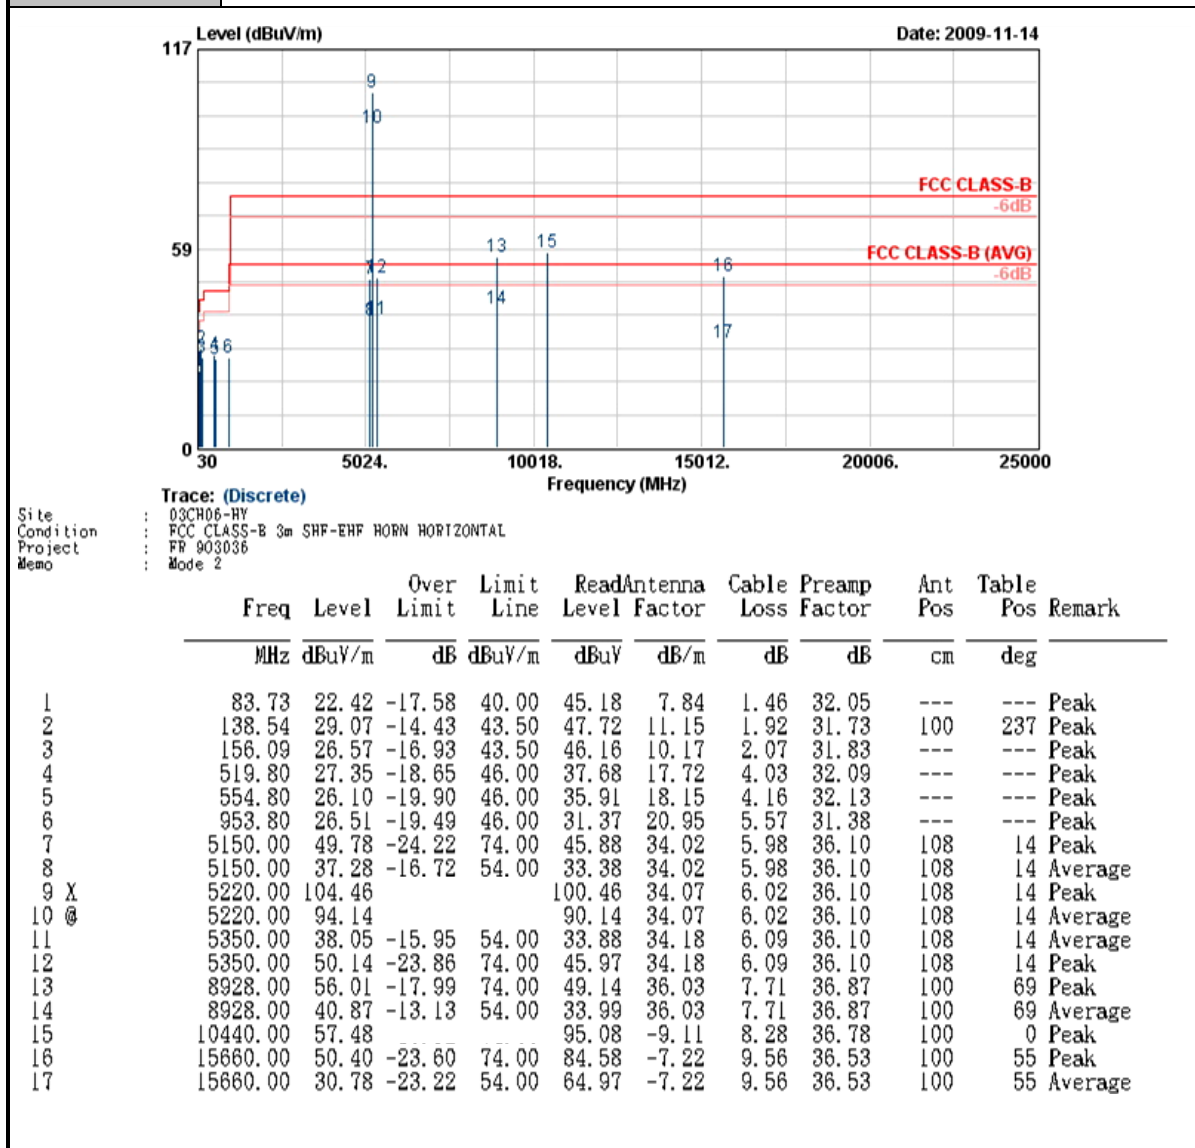 Level (dBuV/m) Date: 2009-11-14
117
9
10
FCC CLASS-B
-6dB
59
13 15
FCC CLASS-B (AVG)
12 16
-6dB
14
11
17
2
6
0
30 5024. 10018. 15012. 20006. 25000
Frequency (MHz)
Trace: (Discrete)
Site : 03CH06-HY
Condition : FCC CLASS-B 3m SHF-EHF HORN HORIZONTAL
Project : FR 903036
Memo : Mode 2
Over Limit ReadAntenna Cable Preamp Ant Table
Freq Level Limit Line Level Factor Loss Factor Pos Pos Remark
MHz dBuV/m dB dBuV/m dBuV dB/m dB dB cm deg
1 83.73 22.42 -17.58 40.00 45.18 7.84 1.46 32.05 --- --- Peak
2 138.54 29.07 -14.43 43.50 47.72 11.15 1.92 31.73 100 237 Peak
3 156.09 26.57 -16.93 43.50 46.16 10.17 2.07 31.83 --- --- Peak
4 519.80 27.35 -18.65 46.00 37.68 17.72 4.03 32.09 --- --- Peak
5 554.80 26.10 -19.90 46.00 35.91 18.15 4.16 32.13 --- --- Peak
6 953.80 26.51 -19.49 46.00 31.37 20.95 5.57 31.38 --- --- Peak
7 5150.00 49.78 -24.22 74.00 45.88 34.02 5.98 36.10 108 14 Peak
8 5150.00 37.28 -16.72 54.00 33.38 34.02 5.98 36.10 108 14 Average
9 X 5220.00 104.46 100.46 34.07 6.02 36.10 108 14 Peak
10 @ 5220.00 94.14 90.14 34.07 6.02 36.10 108 14 Average
11 5350.00 38.05 -15.95 54.00 33.88 34.18 6.09 36.10 108 14 Average
12 5350.00 50.14 -23.86 74.00 45.97 34.18 6.09 36.10 108 14 Peak
13 8928.00 56.01 -17.99 74.00 49.14 36.03 7.71 36.87 100 69 Peak
14 8928.00 40.87 -13.13 54.00 33.99 36.03 7.71 36.87 100 69 Average
15 10440.00 57.48 95.08 -9.11 8.28 36.78 100 0 Peak
16 15660.00 50.40 -23.60 74.00 84.58 -7.22 9.56 36.53 100 55 Peak
17 15660.00 30.78 -23.22 54.00 64.97 -7.22 9.56 36.53 100 55 Average